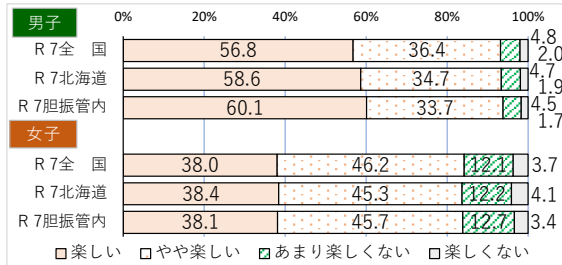 0% 20% 40% 60% 80% 100%
男子
R7全 国 56.8 36.4 4.8 2.0
R7北海道 58.6 34.7 4.7 1.9
R7胆振管内 60.1 33.7 4.5 1.7
女子
R7全 国 38.0 46.2 12.1 3.7
R7北海道 38.4 45.3 12.2 4.1
R7胆振管内 38.1 45.7 12.7 3.4
楽しい やや楽しい あまり楽しくない 楽しくない